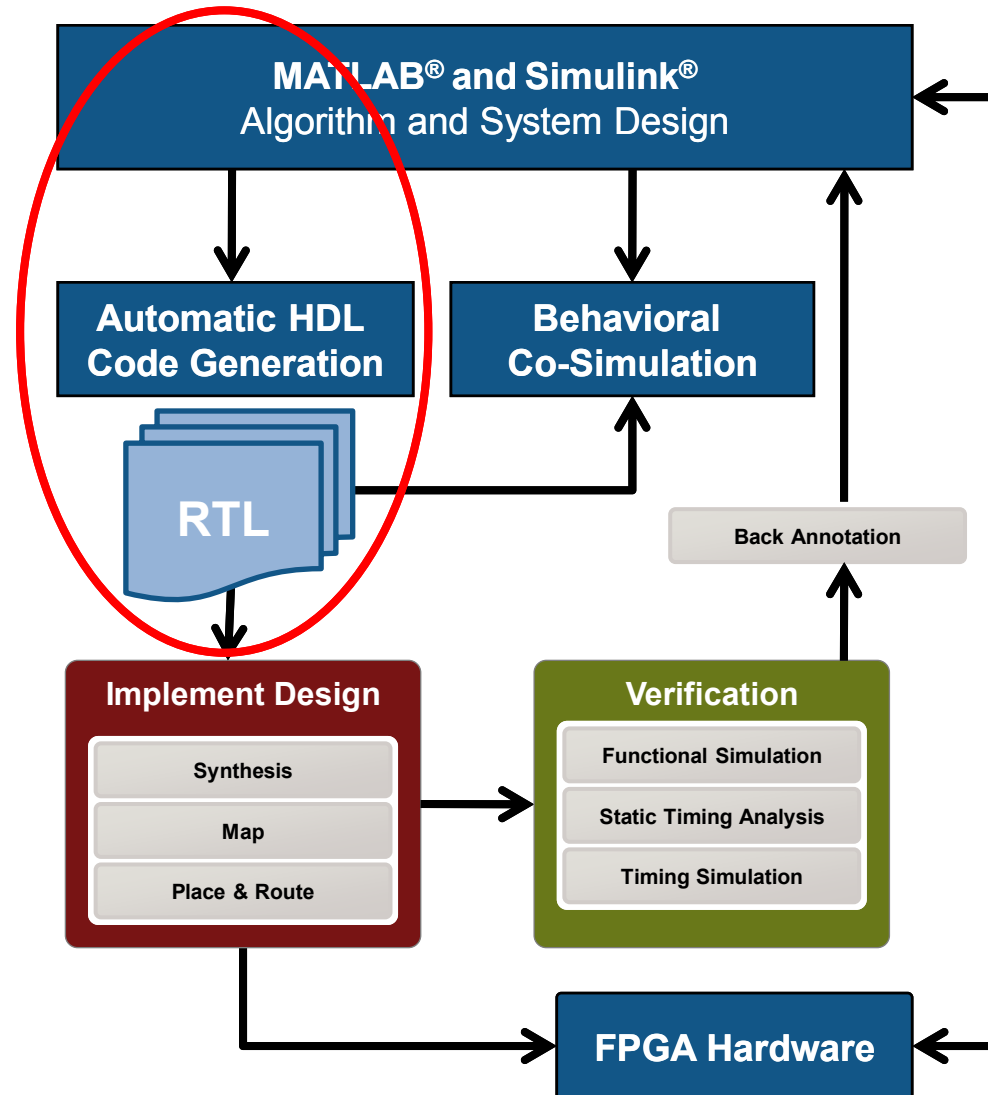 MATLAB® and Simulink®
Algorithm and System Design
Automatic HDL
Code Generation
Behavioral
Co-Simulation
RTL
Back Annotation
Implement Design
Synthesis
Map
Place & Route
Verification
Functional Simulation
Static Timing Analysis
Timing Simulation
FPGA Hardware